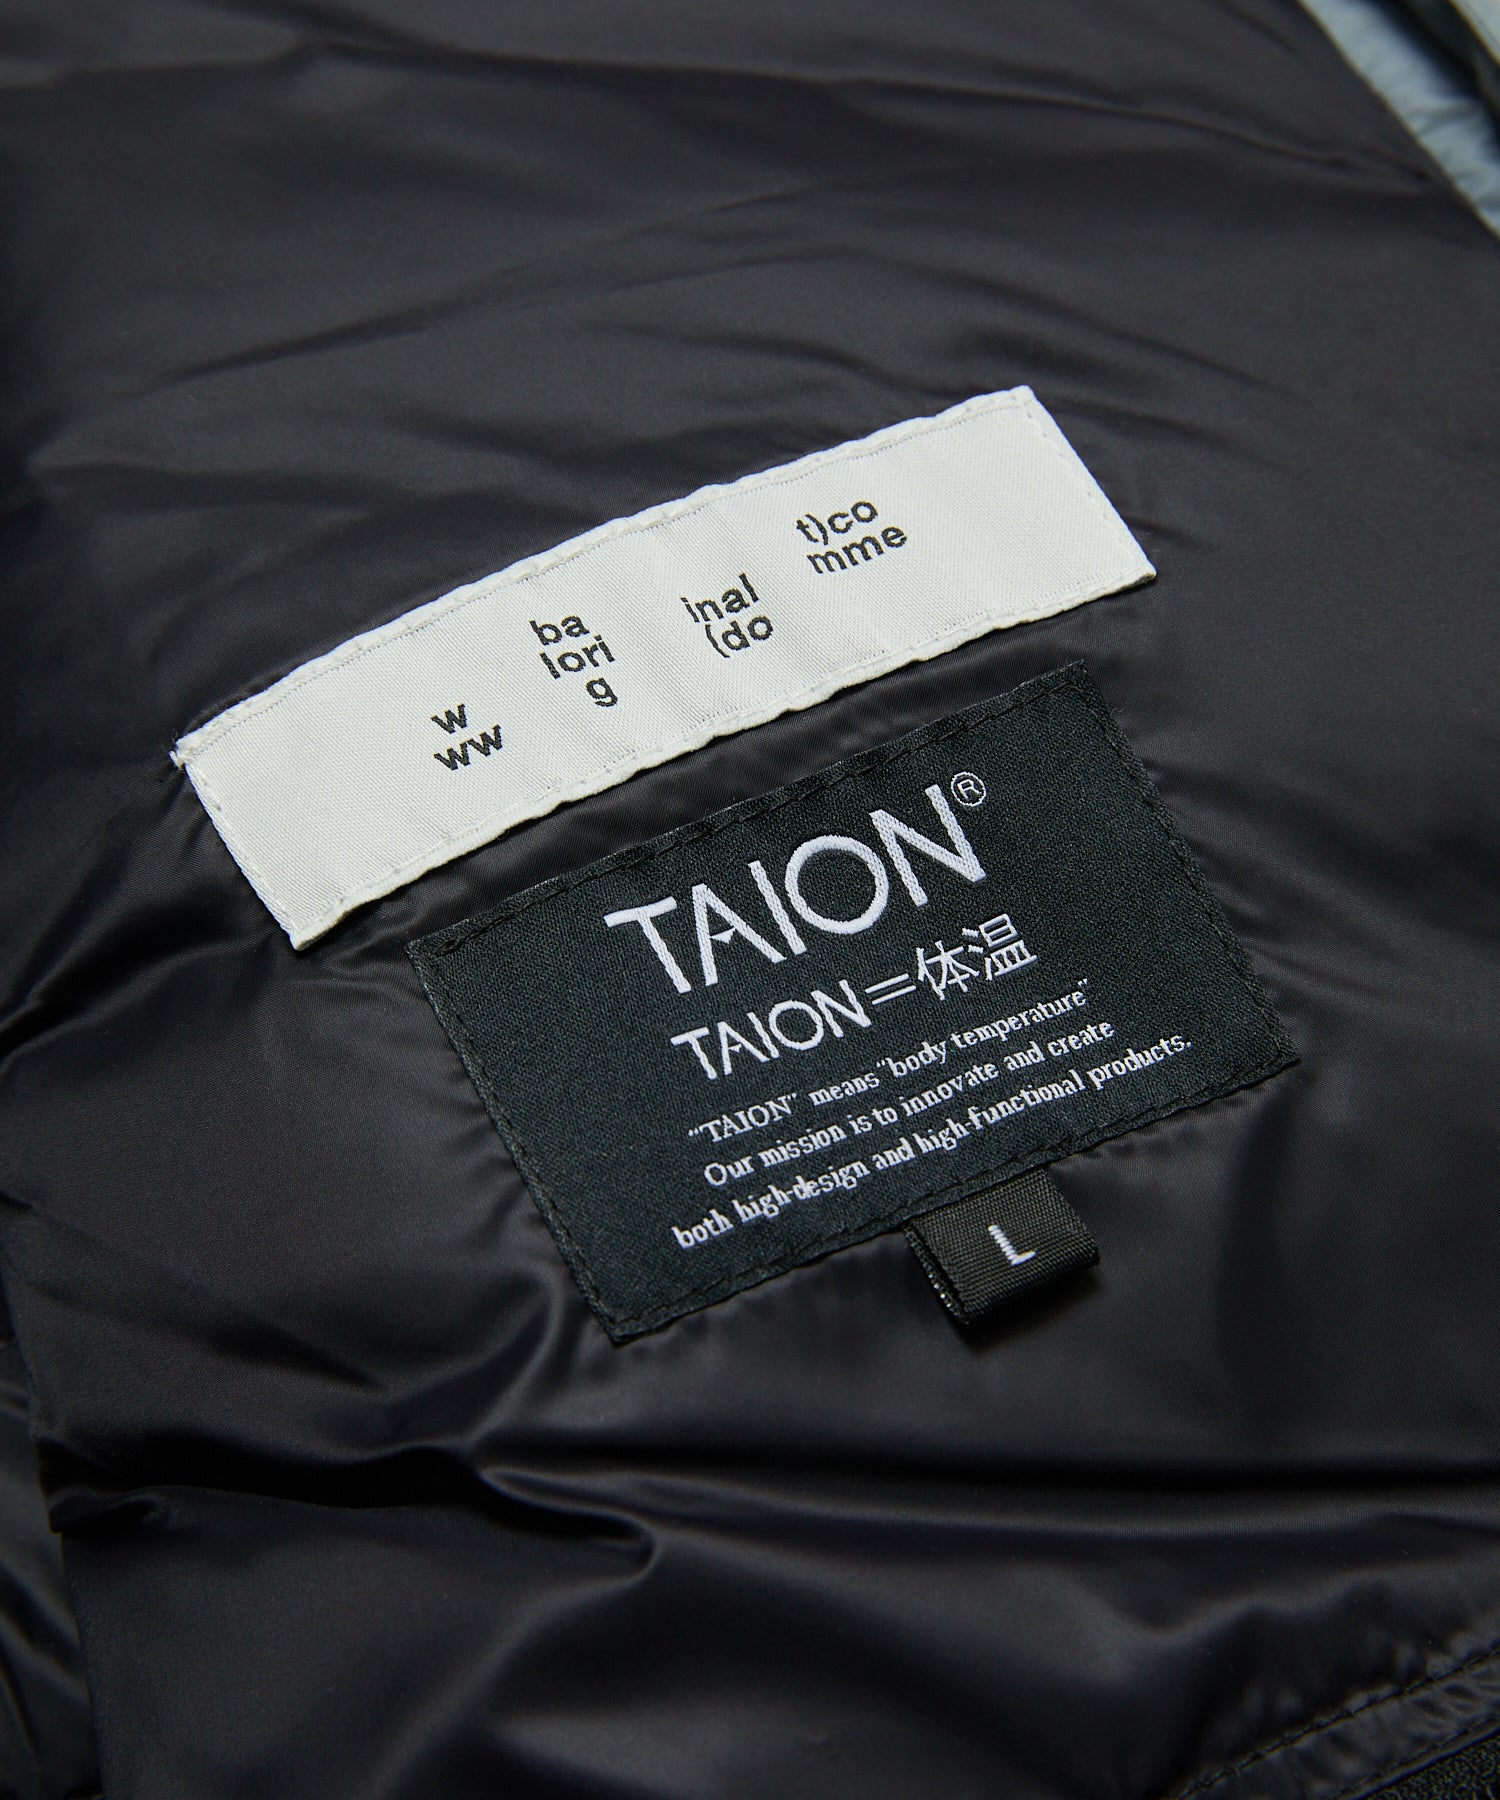 w
ww
ba
lori
g
inal
(do
t)co
mme
TAION®
TAION=体温
"TAION" means "body temperature"
Our mission is to innovate and create
both high-design and high-functional products.
L